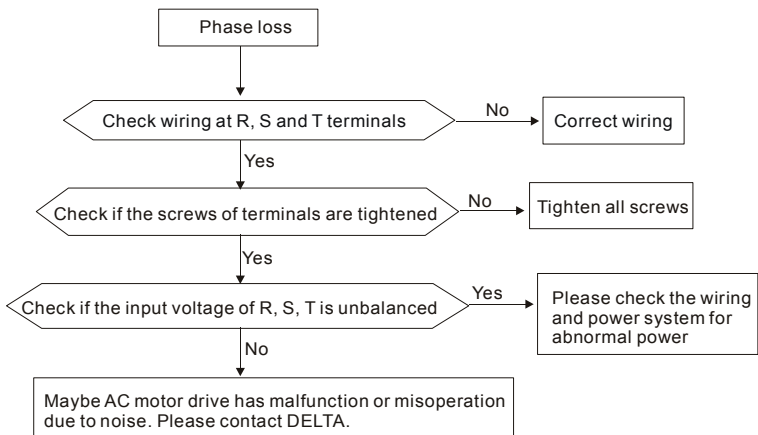 Phase loss
Check wiring at R, S and T terminals
No
Correct wiring
Yes
Check if the screws of terminals are tightened
No
Tighten all screws
Yes
Check if the input voltage of R, S, T is unbalanced
Yes
Please check the wiring
and power system for
abnormal power
No
Maybe AC motor drive has malfunction or misoperation
due to noise. Please contact DELTA.